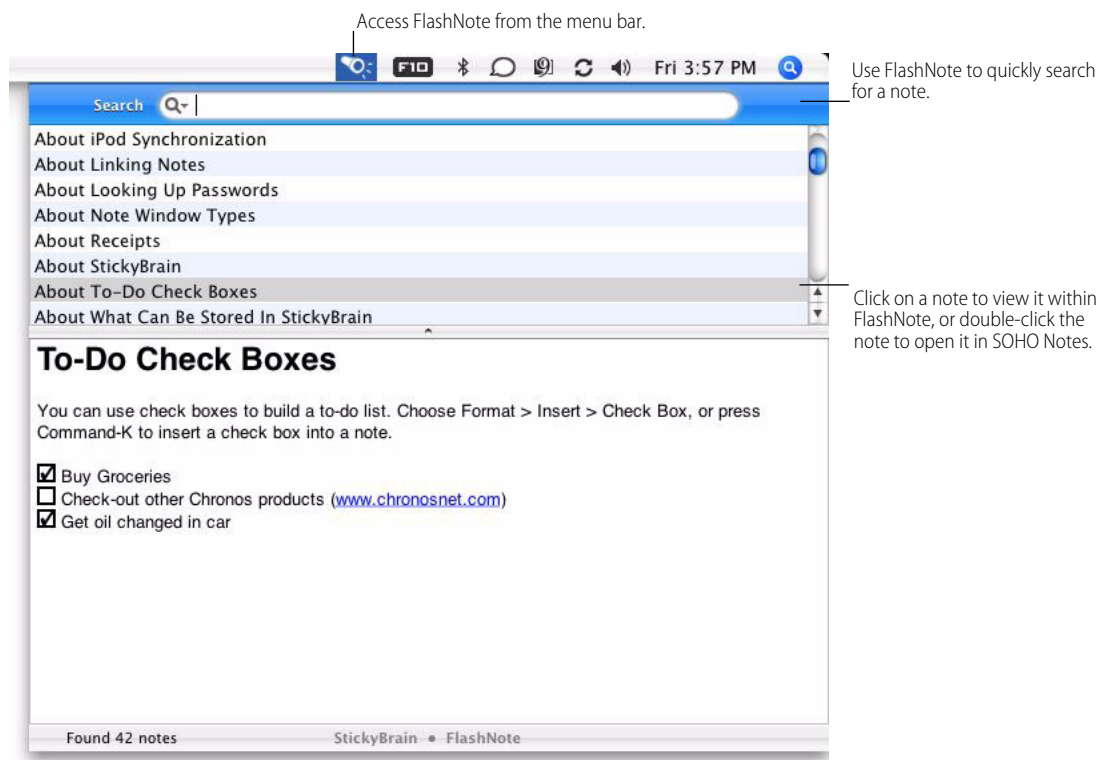 Access FlashNote from the menu bar.
F10
9
Fri 3:57 PM
Use FlashNote to quickly search
for a note.
Search
About iPod Synchronization
About Linking Notes
About Looking Up Passwords
About Note Window Types
About Receipts
About StickyBrain
About To-Do Check Boxes
About What Can Be Stored In StickyBrain
Click on a note to view it within
FlashNote, or double-click the
note to open it in SOHO Notes.
To-Do Check Boxes
You can use check boxes to build a to-do list. Choose Format > Insert > Check Box, or press
Command-K to insert a check box into a note.
Buy Groceries
Check-out other Chronos products (www.chronosnet.com)
Get oil changed in car
Found 42 notes
StickyBrain • FlashNote